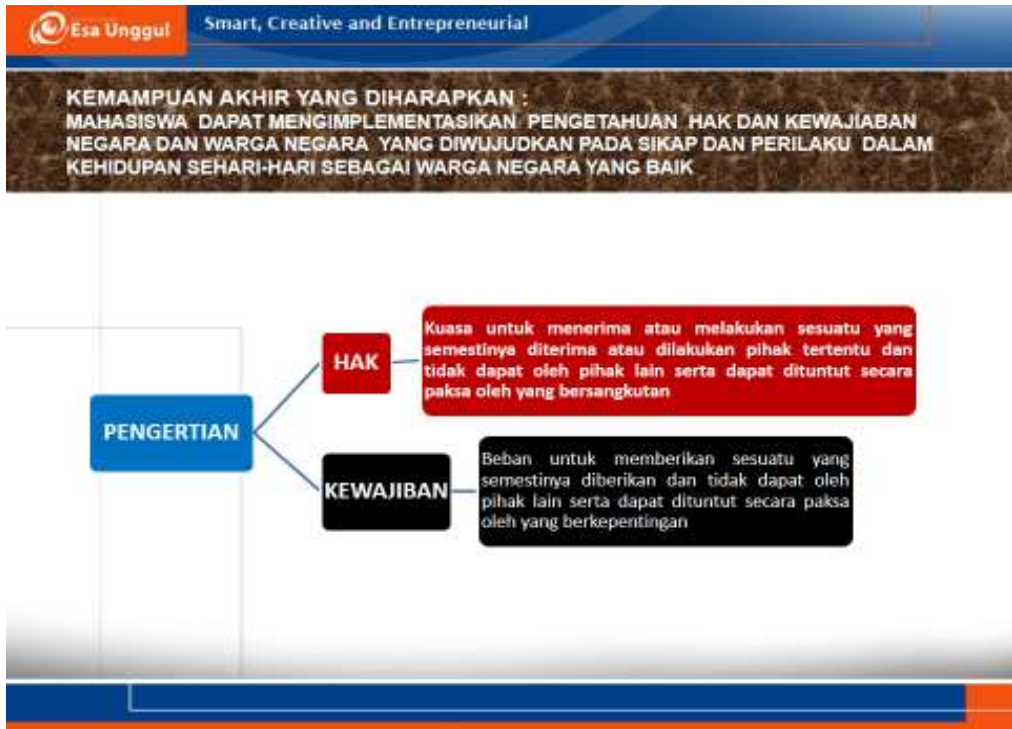 Esa Unggul
Smart, Creative and Entrepreneurial
KEMAMPUAN AKHIR YANG DIHARAPKAN :
MAHASISWA DAPAT MENGIMPLEMENTASIKAN PENGETAHUAN HAK DAN KEWAJIABAN
NEGARA DAN WARGA NEGARA YANG DIWUJUDKAN PADA SIKAP DAN PERILAKU DALAM
KEHIDUPAN SEHARI-HARI SEBAGAI WARGA NEGARA YANG BAIK
PENGERTIAN
HAK
Kuasa untuk menerima atau melakukan sesuatu yang
semestinya diterima atau dilakukan pihak tertentu dan
tidak dapat oleh pihak lain serta dapat dituntut secara
paksa oleh yang bersangkutan
KEWAJIBAN
Beban untuk memberikan sesuatu yang
semestinya diberikan dan tidak dapat oleh
pihak lain serta dapat dituntut secara paksa
oleh yang berkepentingan